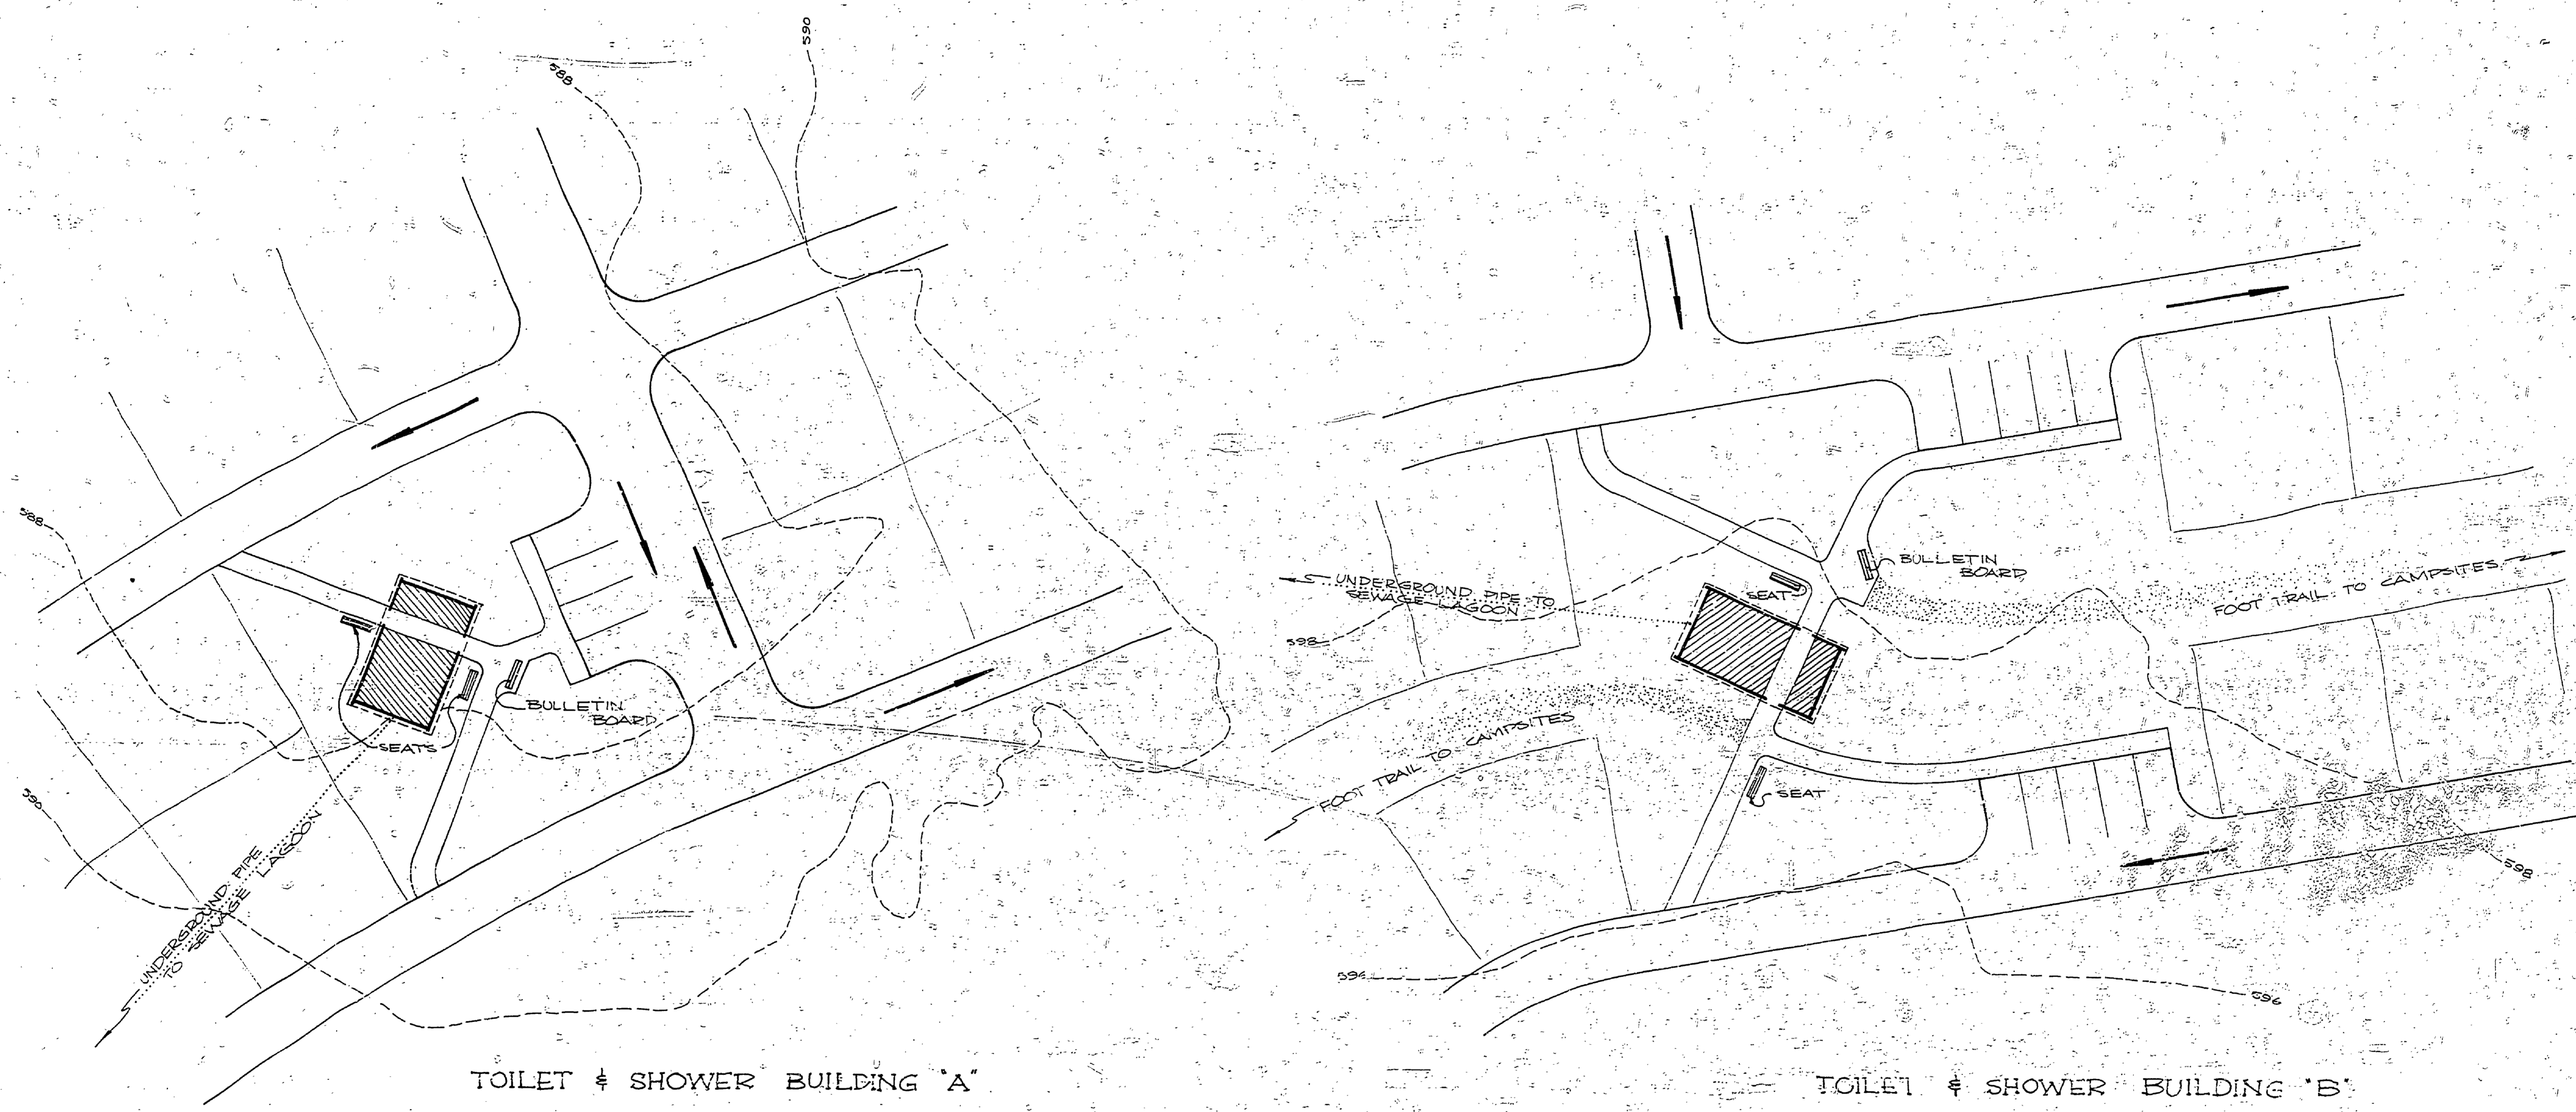 590
588
588
BULLETIN
BOARD
SEATS
590
UNDERGROUND PIPE
TO SEWAGE LAGOON
TOILET & SHOWER BUILDING "A"
BULLETIN
BOARD
UNDERGROUND PIPE TO
SEWAGE LAGOON
SEAT
FOOT TRAIL TO CAMPSITES
598
FOOT TRAIL TO CAMPSITES
SEAT
598
596
596
TOILET & SHOWER BUILDING "B"